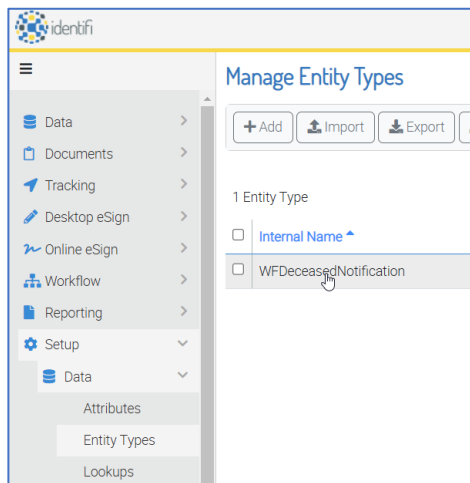 identifi
Manage Entity Types
Add Import Export
Data
Documents
Tracking
Desktop eSign
Online eSign
Workflow
Reporting
Setup
Data
Attributes
Entity Types
Lookups
1 Entity Type
Internal Name
WFDeceasedNotification